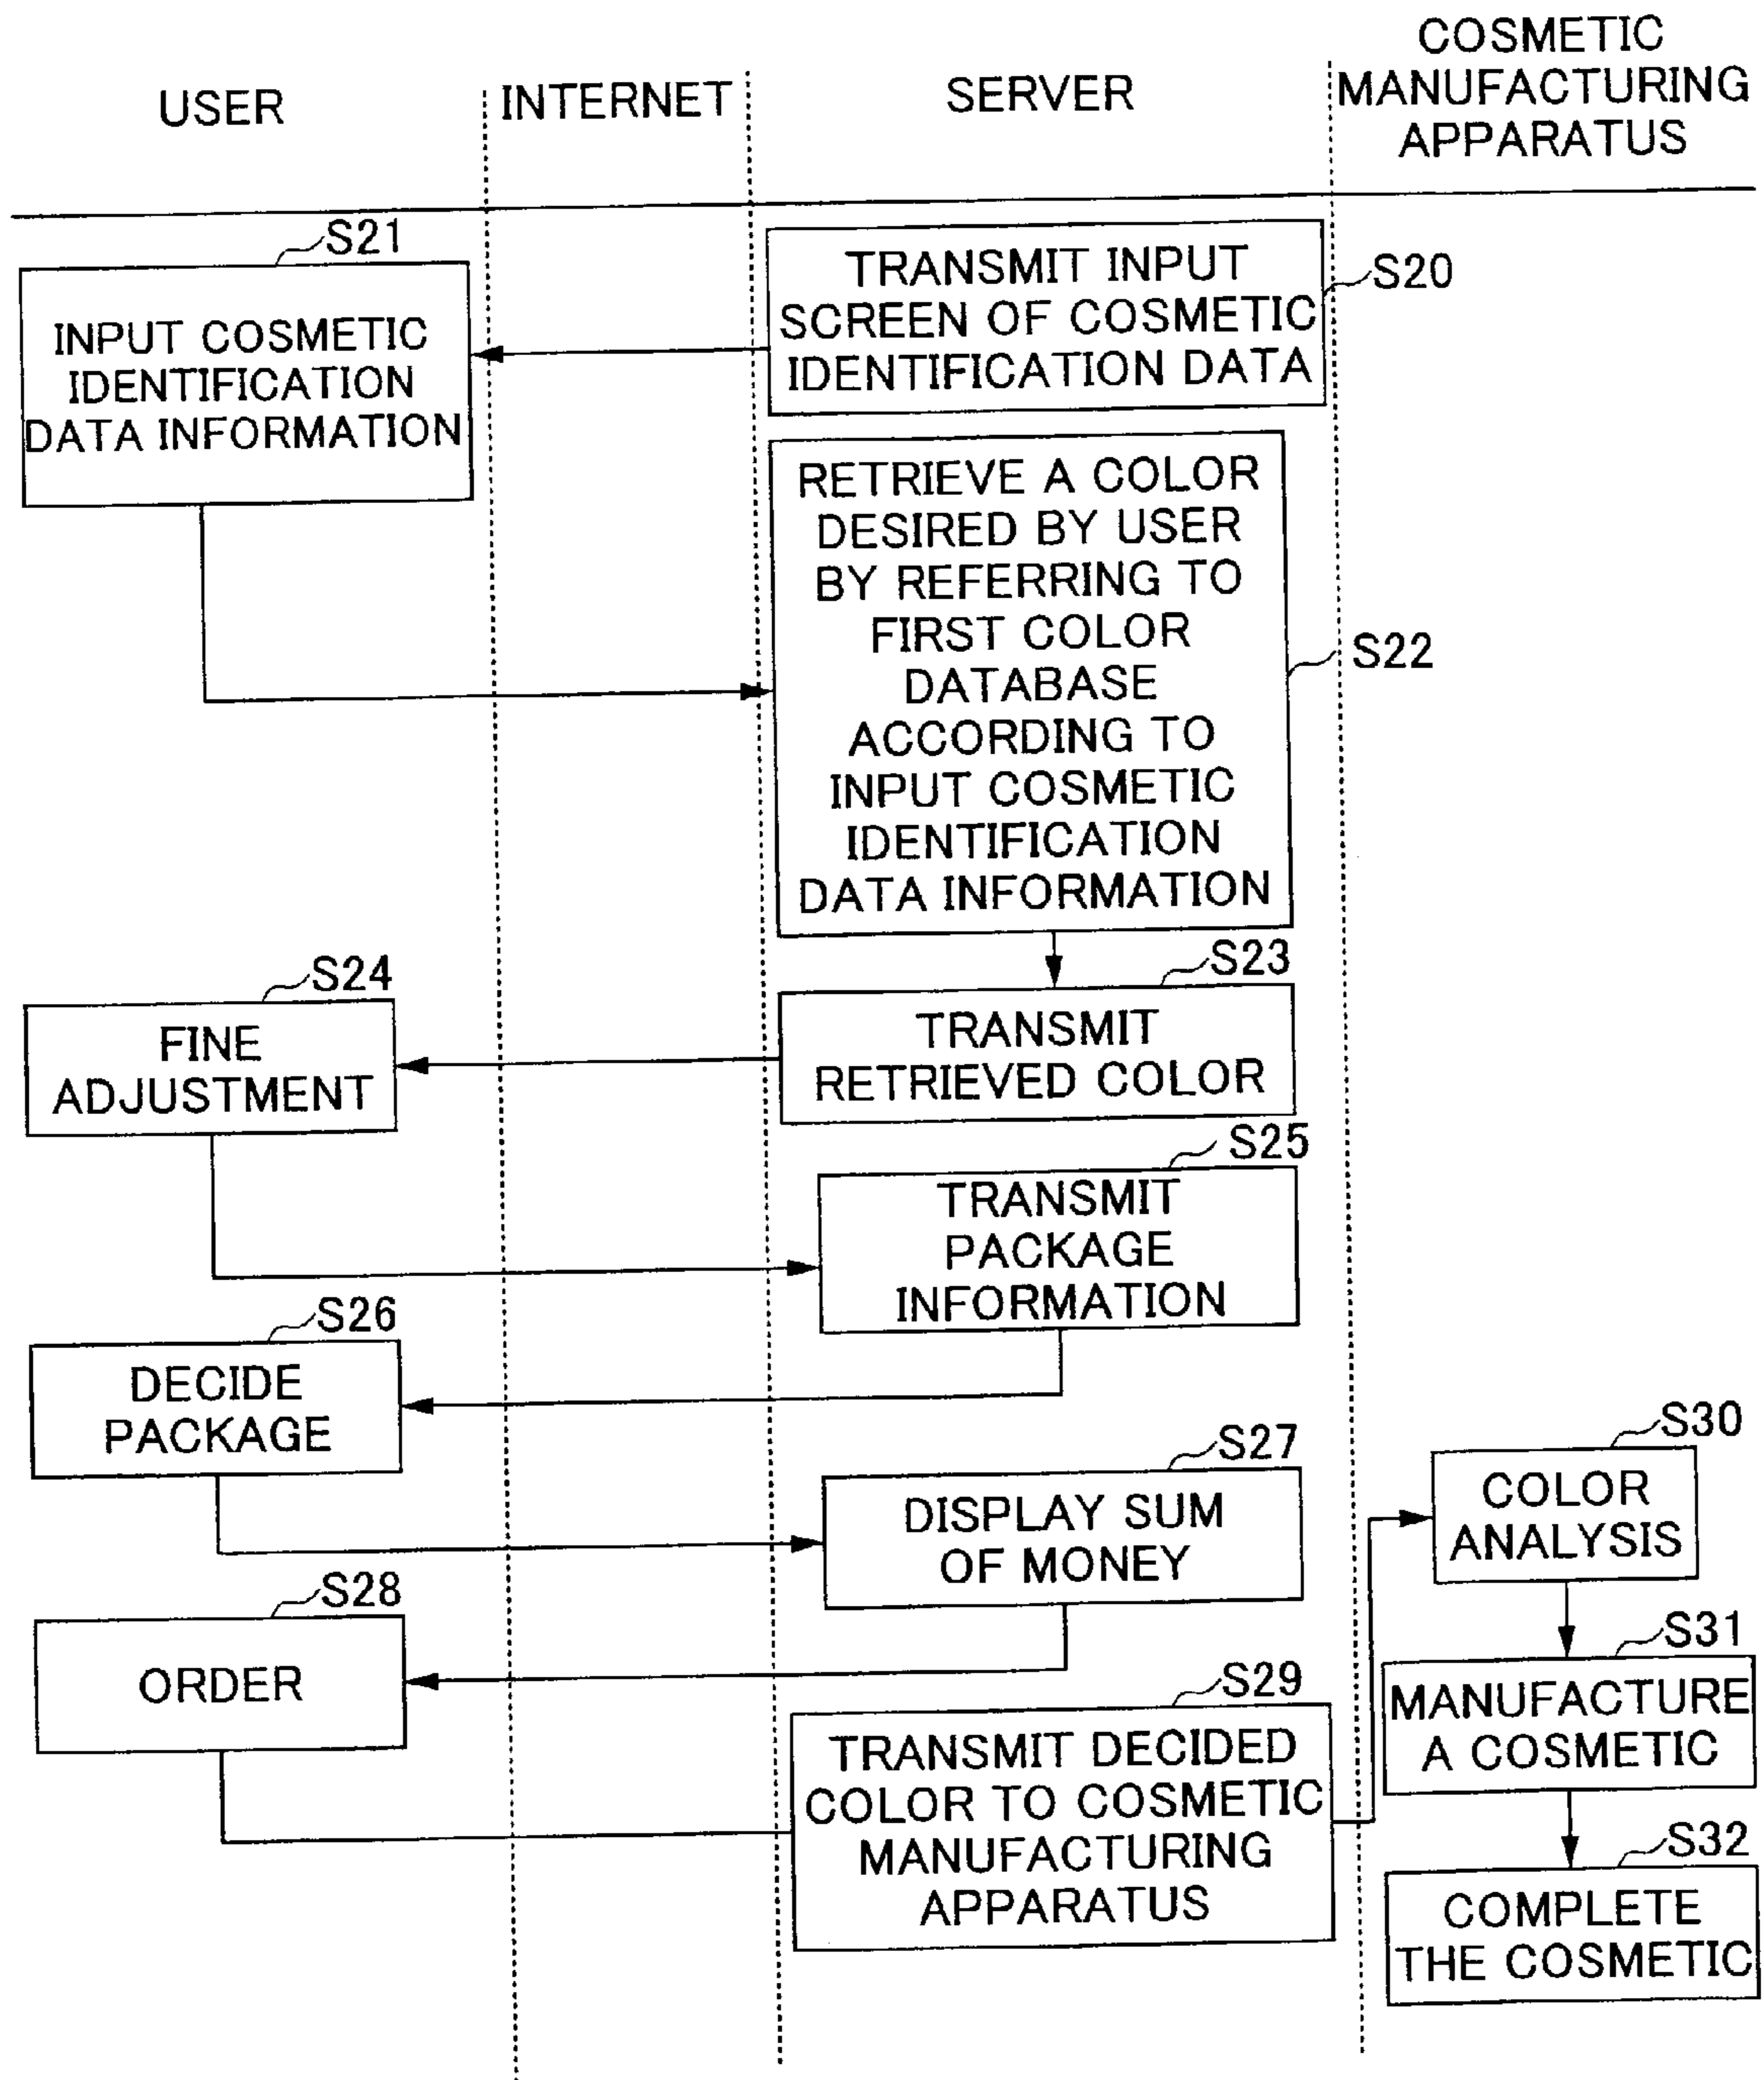 USER
INTERNET
SERVER
COSMETIC
MANUFACTURING
APPARATUS
S20
TRANSMIT INPUT
SCREEN OF COSMETIC
IDENTIFICATION DATA
S21
INPUT COSMETIC
IDENTIFICATION
DATA INFORMATION
S22
RETRIEVE A COLOR
DESIRED BY USER
BY REFERRING TO
FIRST COLOR
DATABASE
ACCORDING TO
INPUT COSMETIC
IDENTIFICATION
DATA INFORMATION
S23
TRANSMIT
RETRIEVED COLOR
S24
FINE
ADJUSTMENT
S25
TRANSMIT
PACKAGE
INFORMATION
S26
DECIDE
PACKAGE
S27
DISPLAY SUM
OF MONEY
S28
ORDER
S29
TRANSMIT DECIDED
COLOR TO COSMETIC
MANUFACTURING
APPARATUS
S30
COLOR
ANALYSIS
S31
MANUFACTURE
A COSMETIC
S32
COMPLETE
THE COSMETIC